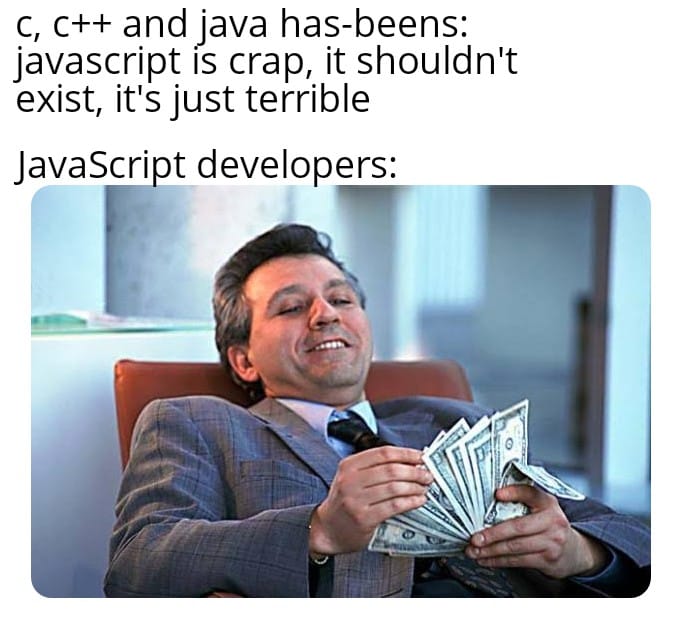 c, c++ and java has-beens:
javascript is crap, it shouldn't
exist, it's just terrible
JavaScript developers: